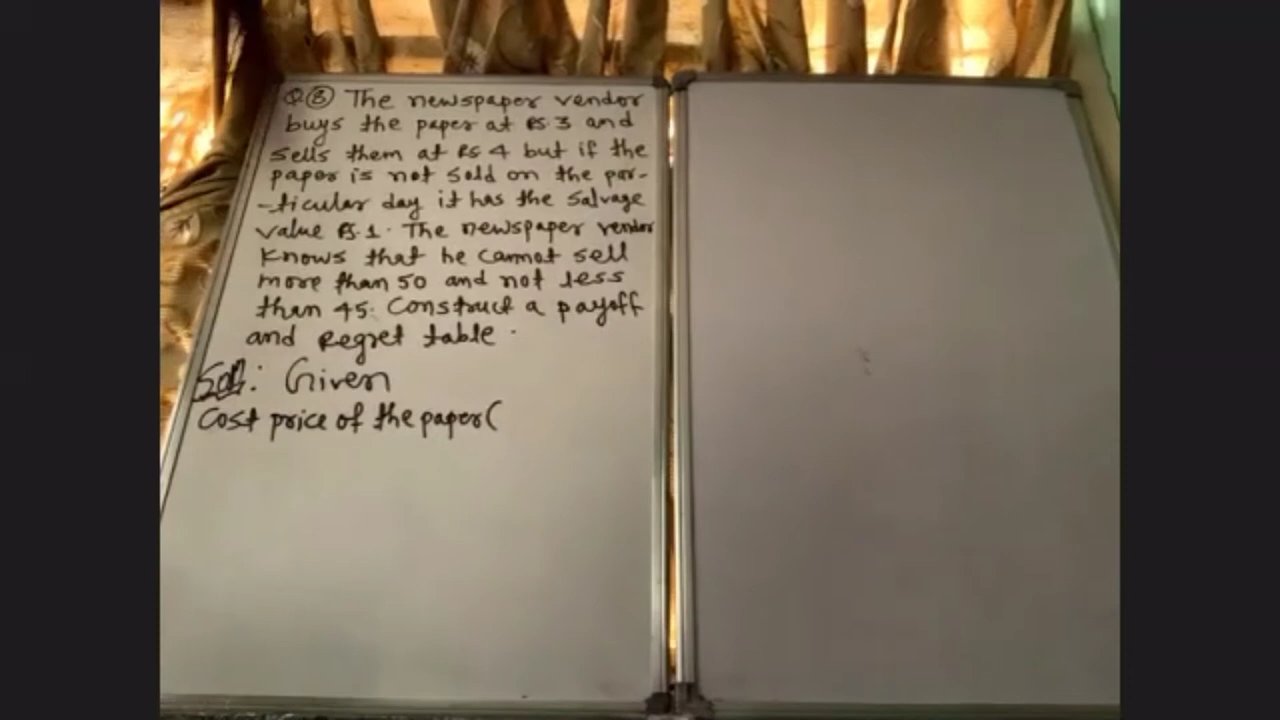 Q③ The newspaper vendor
buys the paper at Rs.3 and
sells them at Rs 4 but if the
paper is not sold on the par-
-ticular day it has the salvage
value Rs.1. The newspaper vendor
knows that he cannot sell
more than 50 and not less
than 45. Construct a payoff
and Regret table.
Soln: Given
Cost price of the paper(